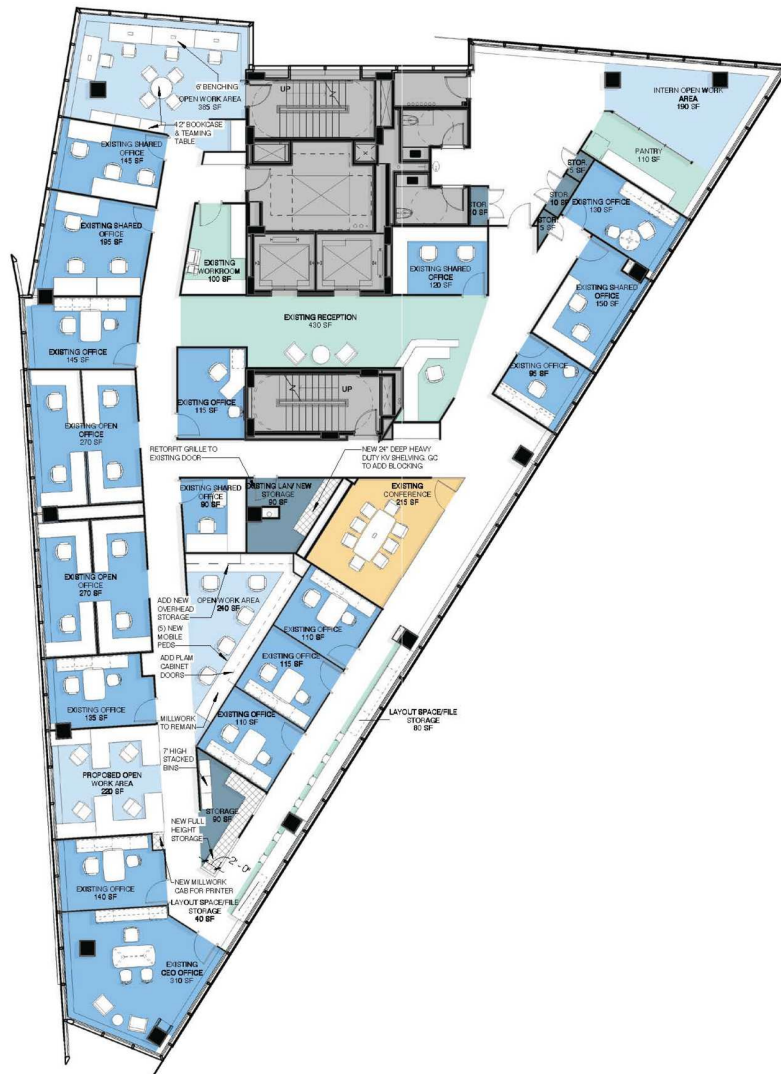 UP
6' BENCHING
OPEN WORK AREA
385 SF
42" BOOKCASE
& TEAMING
TABLE
INTERN OPEN WORK
AREA
190 SF
PANTRY
110 SF
EXISTING SHARED
OFFICE
145 SF
STOR.
5 SF
STOR.
10 SF
STOR.
5 SF
STOR.
10 SF
EXISTING OFFICE
130 SF
EXISTING SHARED
OFFICE
195 SF
EXISTING
WORKROOM
100 SF
EXISTING SHARED
OFFICE
120 SF
EXISTING SHARED
OFFICE
150 SF
EXISTING RECEPTION
430 SF
EXISTING OFFICE
145 SF
EXISTING OFFICE
95 SF
UP
EXISTING OFFICE
115 SF
EXISTING OPEN
OFFICE
270 SF
RETORFIT GRILLE TO
EXISTING DOOR
NEW 24" DEEP HEAVY
DUTY KV SHELVING. GC
TO ADD BLOCKING
EXISTING SHARED
OFFICE
90 SF
EXISTING LAN/ NEW
STORAGE
90 SF
EXISTING
CONFERENCE
215 SF
EXISTING OPEN
OFFICE
270 SF
ADD NEW
OVERHEAD
STORAGE
OPEN WORK AREA
240 SF
(5) NEW
MOBILE
PEDS
ADD PLAM
CABINET
DOORS
EXISTING OFFICE
110 SF
EXISTING OFFICE
115 SF
EXISTING OFFICE
135 SF
MILLWORK
TO REMAIN
EXISTING OFFICE
110 SF
LAYOUT SPACE/FILE
STORAGE
80 SF
7' HIGH
STACKED
BINS
PROPOSED OPEN
WORK AREA
220 SF
STORAGE
90 SF
NEW FULL
HEIGHT
STORAGE
2' - 0"
NEW MILLWORK
CAB FOR PRINTER
EXISTING OFFICE
140 SF
LAYOUT SPACE/FILE
STORAGE
40 SF
EXISTING
CEO OFFICE
310 SF